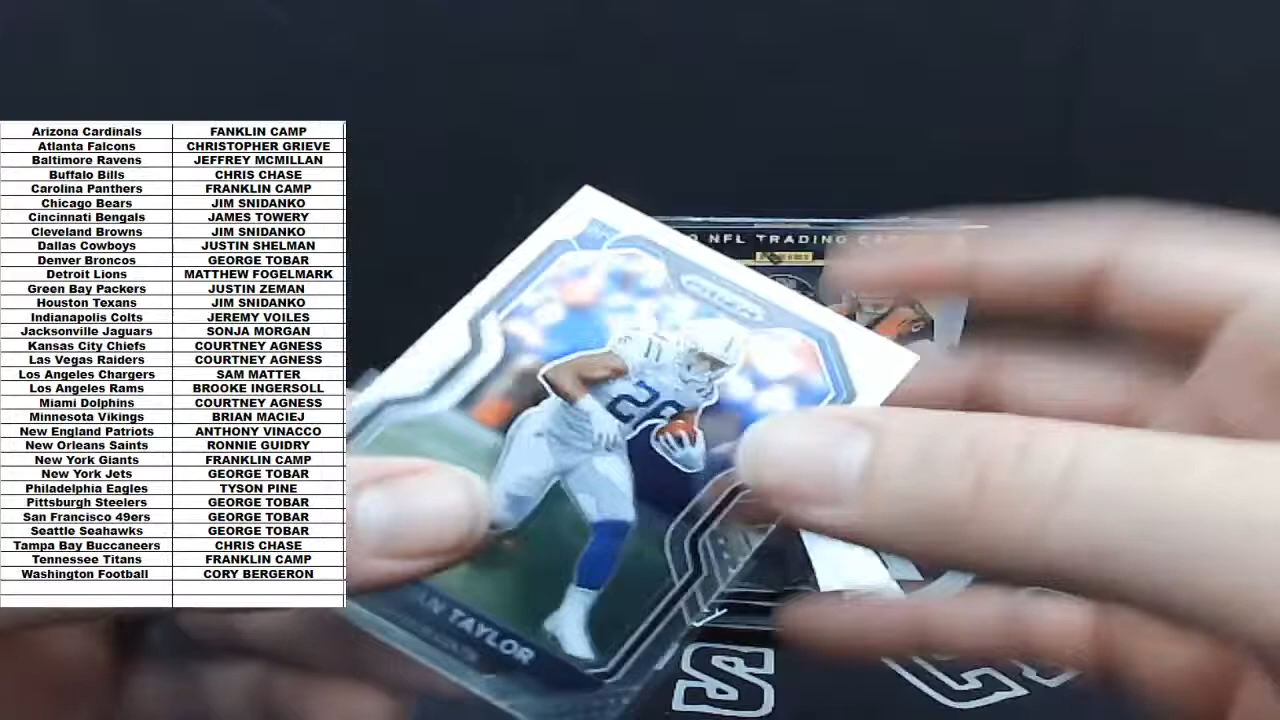 Arizona Cardinals FANKLIN CAMP
Atlanta Falcons CHRISTOPHER GRIEVE
Baltimore Ravens JEFFREY MCMILLAN
Buffalo Bills CHRIS CHASE
Carolina Panthers FRANKLIN CAMP
Chicago Bears JIM SNIDANKO
Cincinnati Bengals JAMES TOWERY
Cleveland Browns JIM SNIDANKO
Dallas Cowboys JUSTIN SHELMAN
Denver Broncos GEORGE TOBAR
Detroit Lions MATTHEW FOGELMARK
Green Bay Packers JUSTIN ZEMAN
Houston Texans JIM SNIDANKO
Indianapolis Colts JEREMY VOILES
Jacksonville Jaguars SONJA MORGAN
Kansas City Chiefs COURTNEY AGNESS
Las Vegas Raiders COURTNEY AGNESS
Los Angeles Chargers SAM MATTER
Los Angeles Rams BROOKE INGERSOLL
Miami Dolphins COURTNEY AGNESS
Minnesota Vikings BRIAN MACIEJ
New England Patriots ANTHONY VINACCO
New Orleans Saints RONNIE GUIDRY
New York Giants FRANKLIN CAMP
New York Jets GEORGE TOBAR
Philadelphia Eagles TYSON PINE
Pittsburgh Steelers GEORGE TOBAR
San Francisco 49ers GEORGE TOBAR
Seattle Seahawks GEORGE TOBAR
Tampa Bay Buccaneers CHRIS CHASE
Tennessee Titans FRANKLIN CAMP
Washington Football CORY BERGERON
NFL TRADING
PANINI
PRIZM
28
TAYLOR